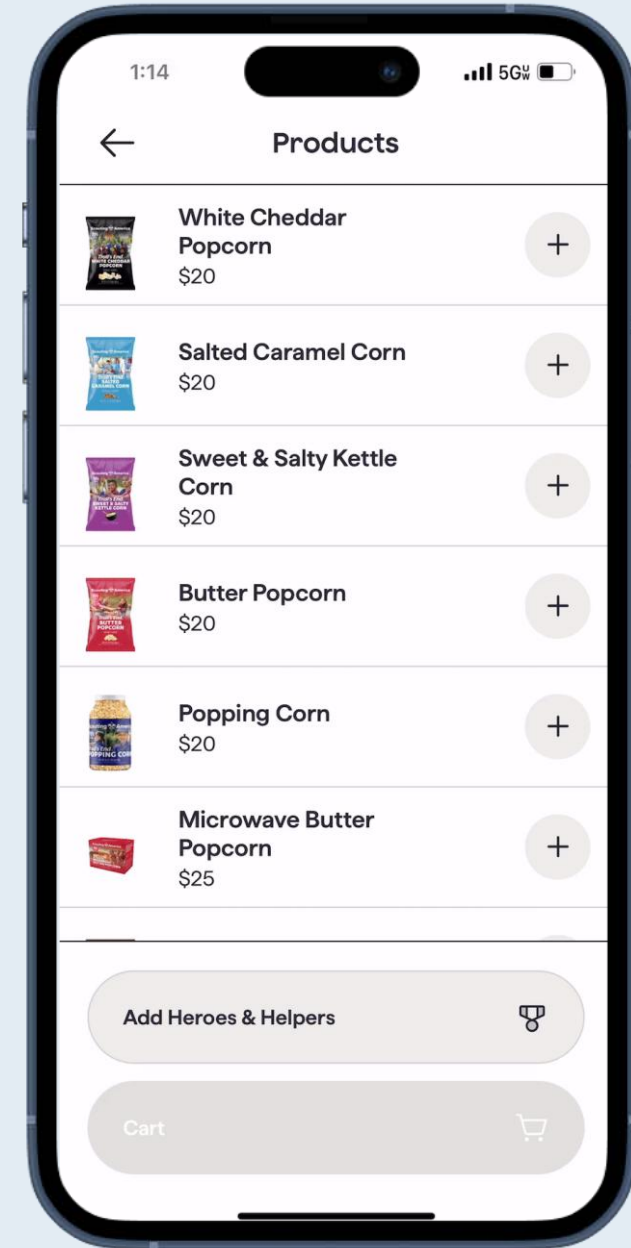 1:14
5GUW
Products
White Cheddar
Popcorn
$20
Salted Caramel Corn
$20
Sweet & Salty Kettle
Corn
$20
Butter Popcorn
$20
Popping Corn
$20
Microwave Butter
Popcorn
$25
Add Heroes & Helpers
Cart